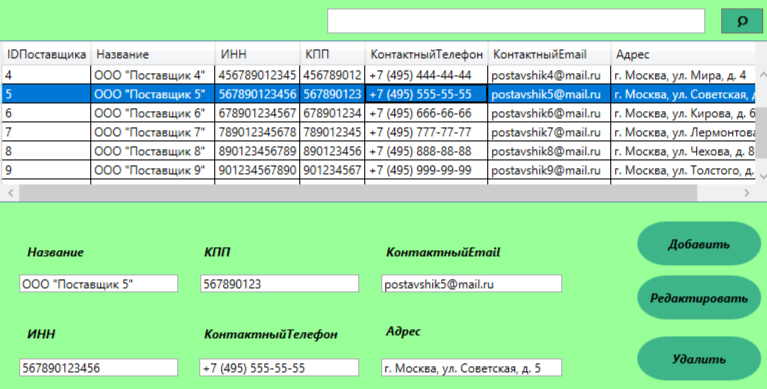 IDПоставщика Название ИНН КПП КонтактныйТелефон КонтактныйEmail Адрес
4 ООО "Поставщик 4" 456789012345 456789012 +7 (495) 444-44-44 postavshik4@mail.ru г. Москва, ул. Мира, д. 4
5 ООО "Поставщик 5" 567890123456 567890123 +7 (495) 555-55-55 postavshik5@mail.ru г. Москва, ул. Советская, д
6 ООО "Поставщик 6" 678901234567 678901234 +7 (495) 666-66-66 postavshik6@mail.ru г. Москва, ул. Кирова, д. 6
7 ООО "Поставщик 7" 789012345678 789012345 +7 (495) 777-77-77 postavshik7@mail.ru г. Москва, ул. Лермонтова
8 ООО "Поставщик 8" 890123456789 890123456 +7 (495) 888-88-88 postavshik8@mail.ru г. Москва, ул. Чехова, д. 8
9 ООО "Поставщик 9" 901234567890 901234567 +7 (495) 999-99-99 postavshik9@mail.ru г. Москва, ул. Толстого, д.
Название КПП КонтактныйEmail Добавить
ООО "Поставщик 5" 567890123 postavshik5@mail.ru Редактировать
ИНН КонтактныйТелефон Адрес
567890123456 +7 (495) 555-55-55 г. Москва, ул. Советская, д. 5 Удалить